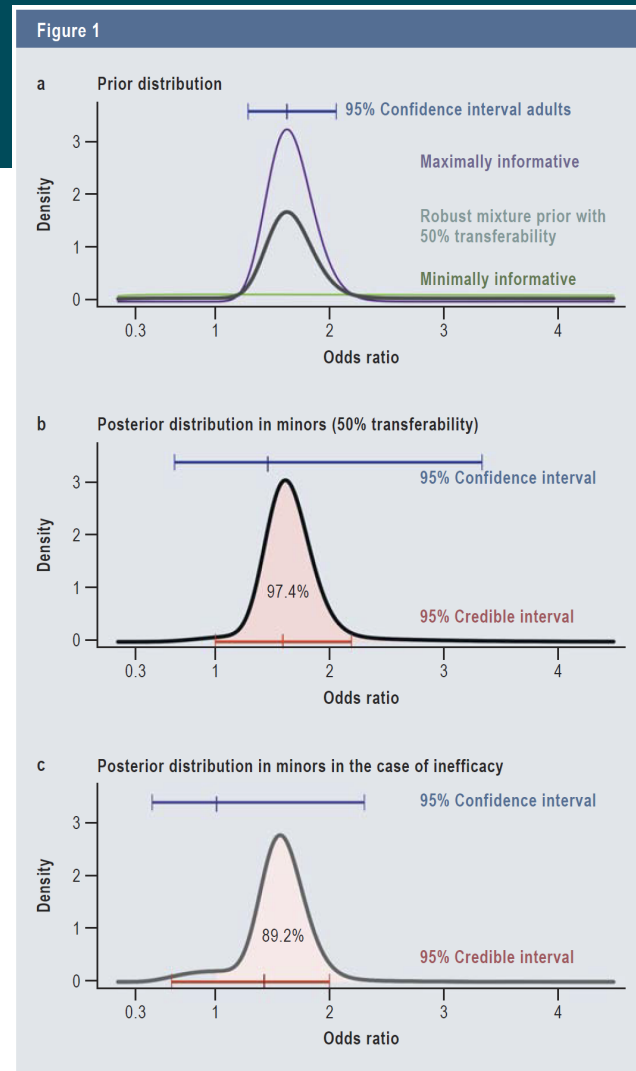 Figure 1
a Prior distribution
95% Confidence interval adults
Maximally informative
Robust mixture prior with
50% transferability
Minimally informative
Density
3
2
1
0
0.3 1 2 3 4
Odds ratio
b Posterior distribution in minors (50% transferability)
95% Confidence interval
97.4%
95% Credible interval
Density
3
2
1
0
0.3 1 2 3 4
Odds ratio
c Posterior distribution in minors in the case of inefficacy
95% Confidence interval
89.2%
95% Credible interval
Density
3
2
1
0
0.3 1 2 3 4
Odds ratio